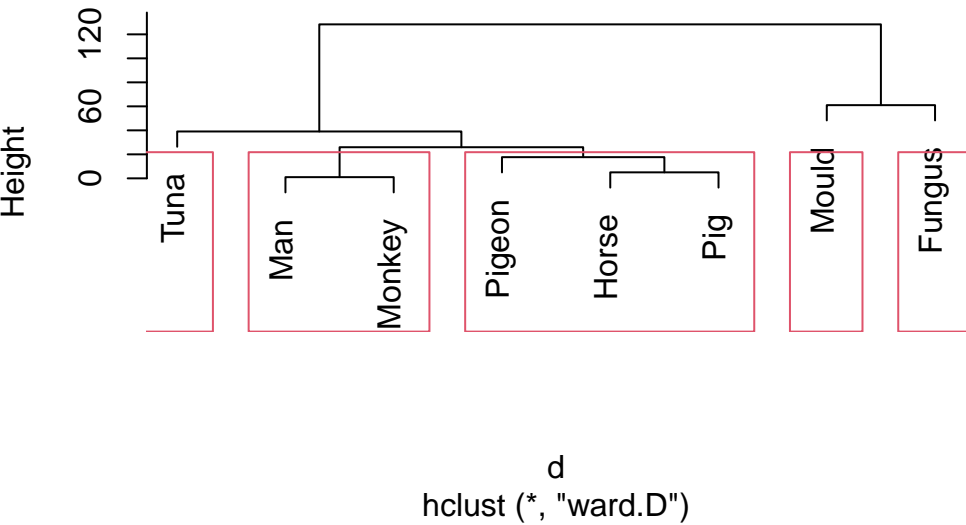 Height
120
60
0
Tuna
Man
Monkey
Pigeon
Horse
Pig
Mould
Fungus
d
hclust (*, "ward.D")